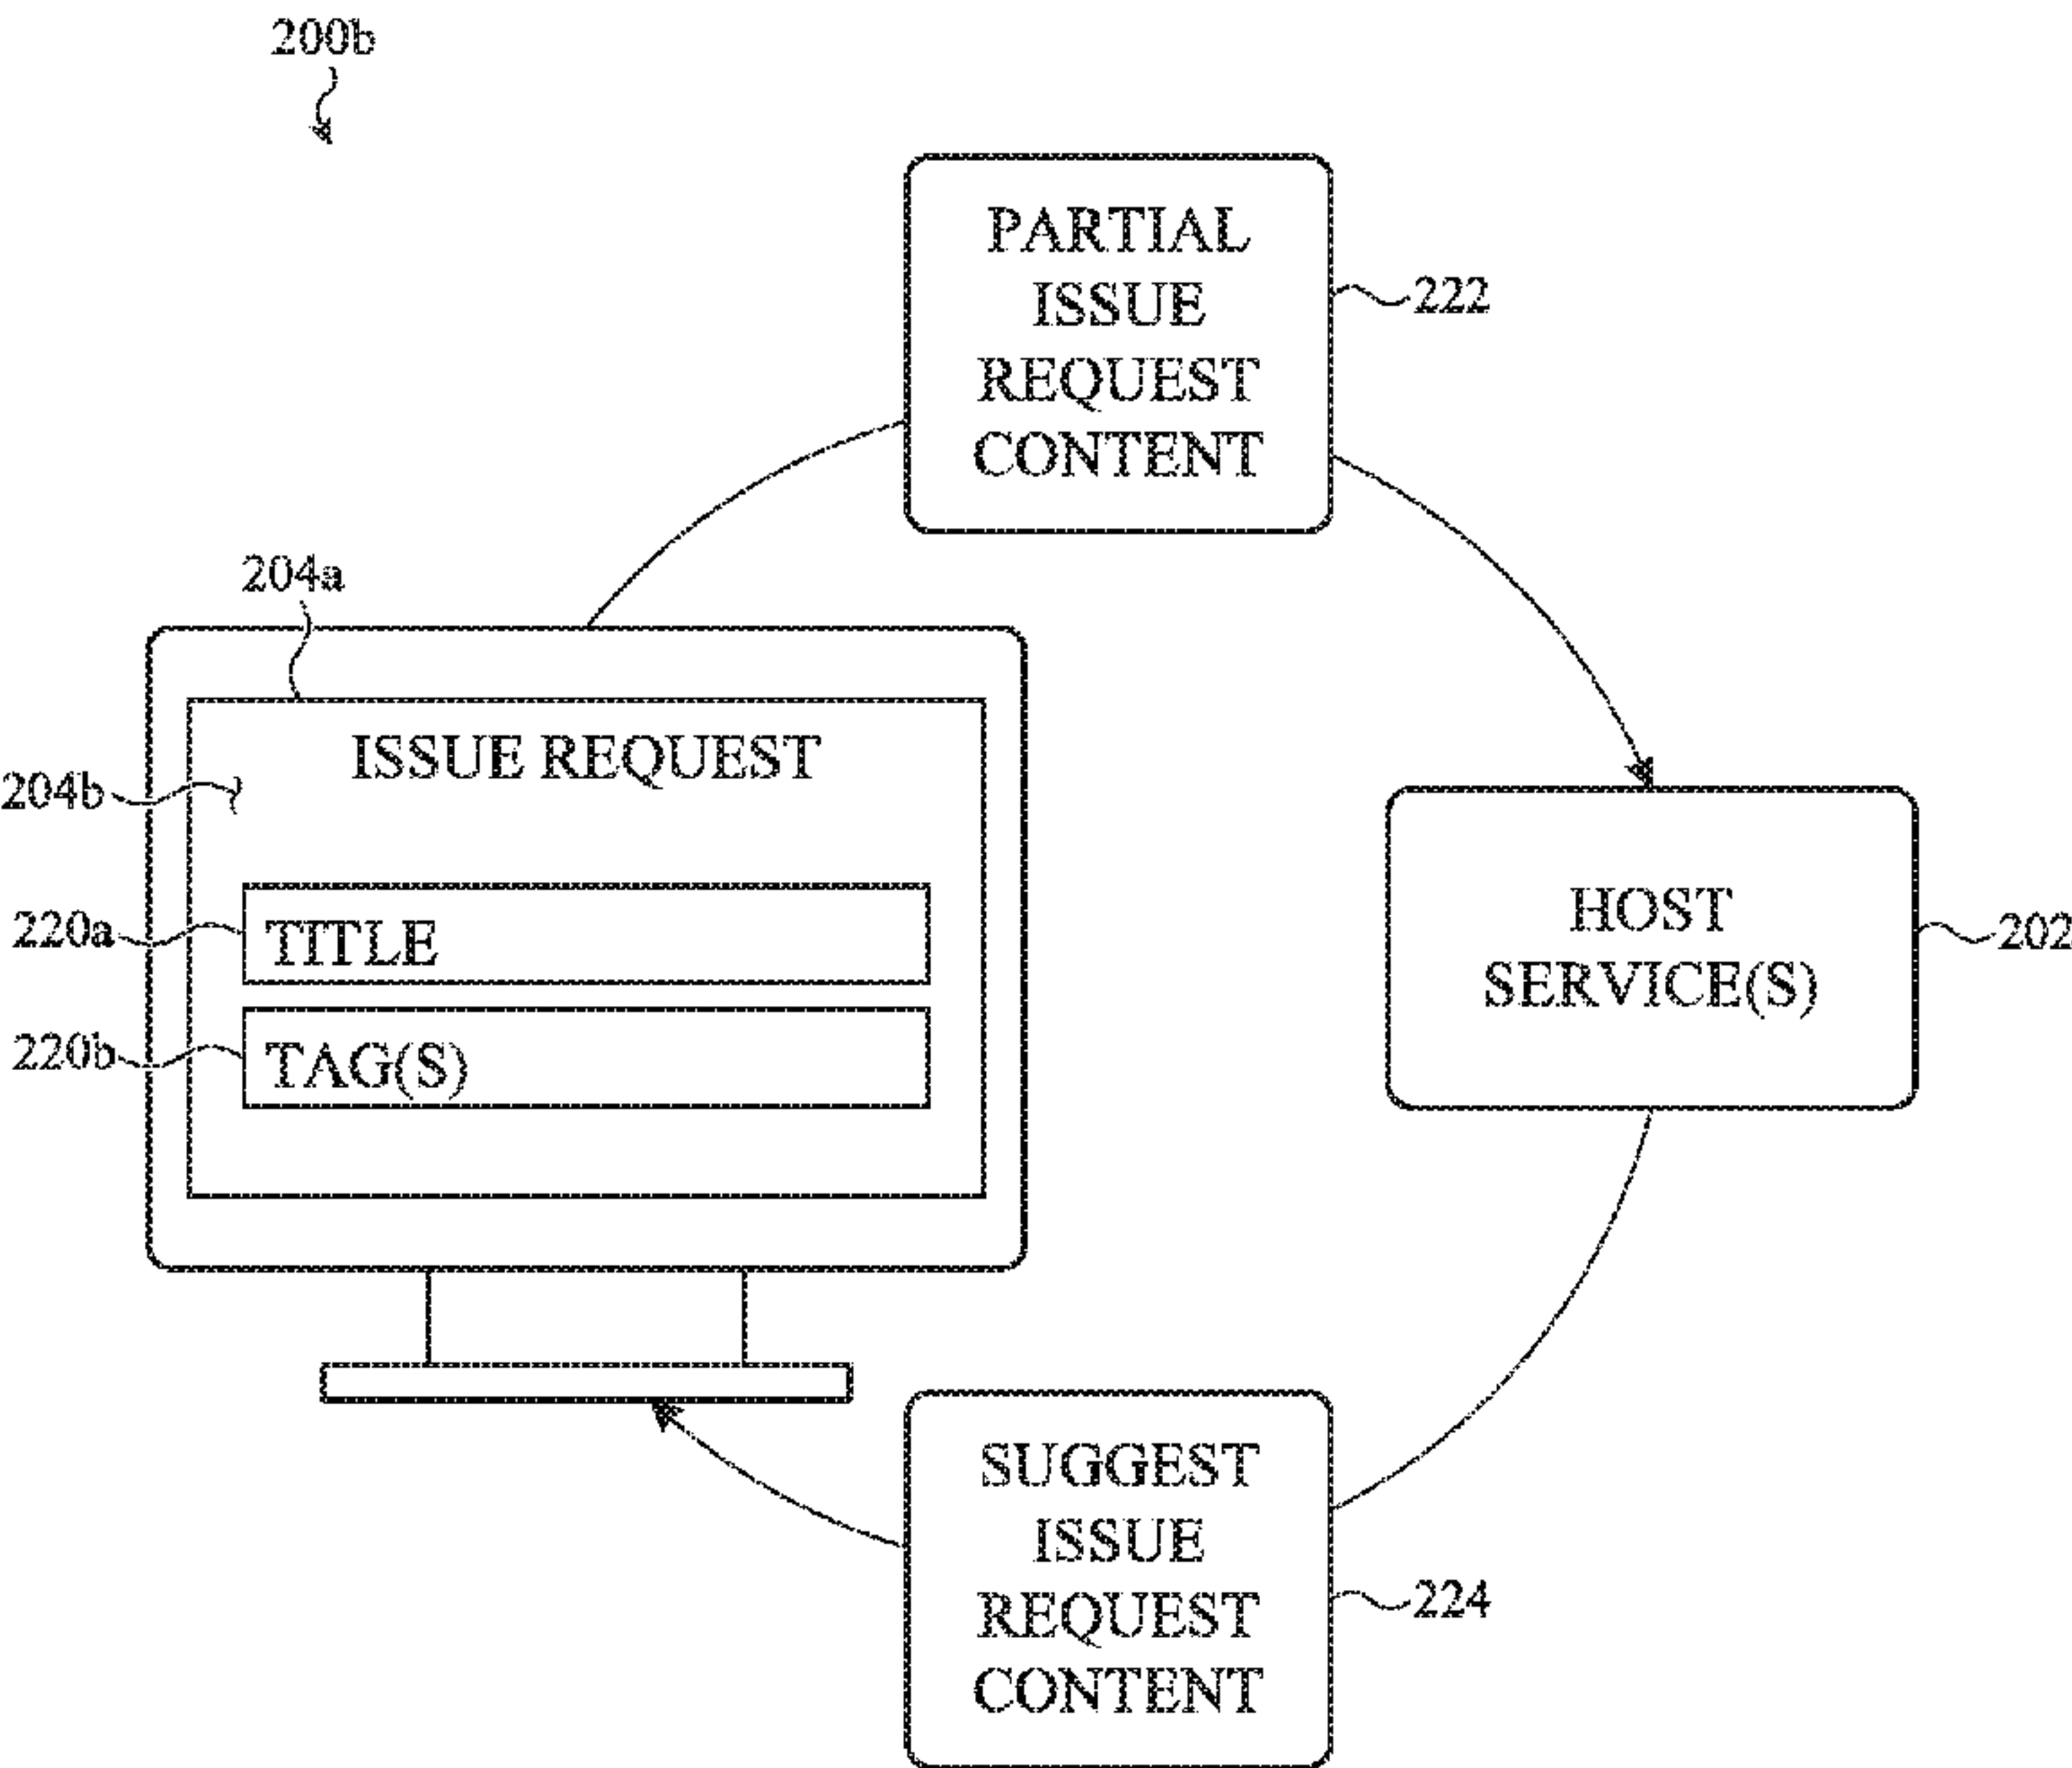 200b
PARTIAL
ISSUE
REQUEST
CONTENT
222
204a
ISSUE REQUEST
204b
220a
TITLE
220b
TAG(S)
HOST
SERVICE(S)
202
SUGGEST
ISSUE
REQUEST
CONTENT
224